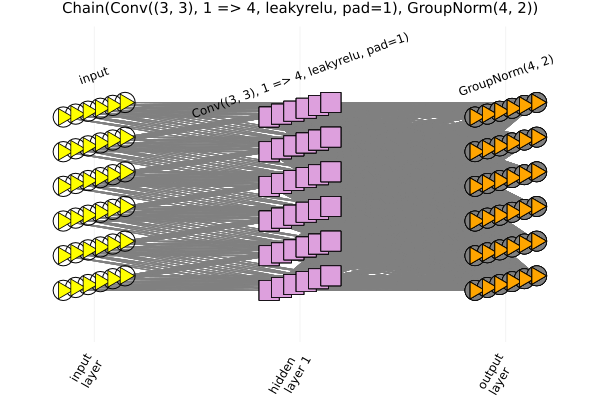 Chain(Conv((3, 3), 1 => 4, leakyrelu, pad=1), GroupNorm(4, 2))
input
Conv((3, 3), 1 => 4, leakyrelu, pad=1)
GroupNorm(4, 2)
input
layer
hidden
layer 1
output
layer